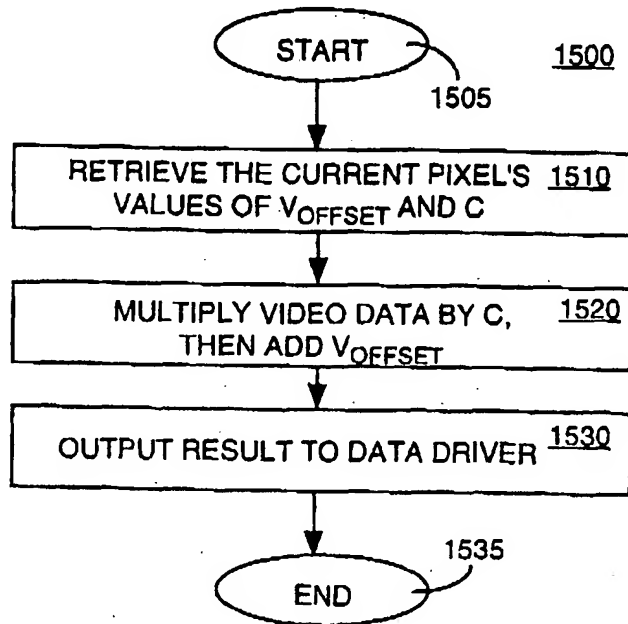 START
1500
1505
RETRIEVE THE CURRENT PIXEL'S 1510
VALUES OF VOFFSET AND C
MULTIPLY VIDEO DATA BY C, 1520
THEN ADD VOFFSET
OUTPUT RESULT TO DATA DRIVER 1530
1535
END